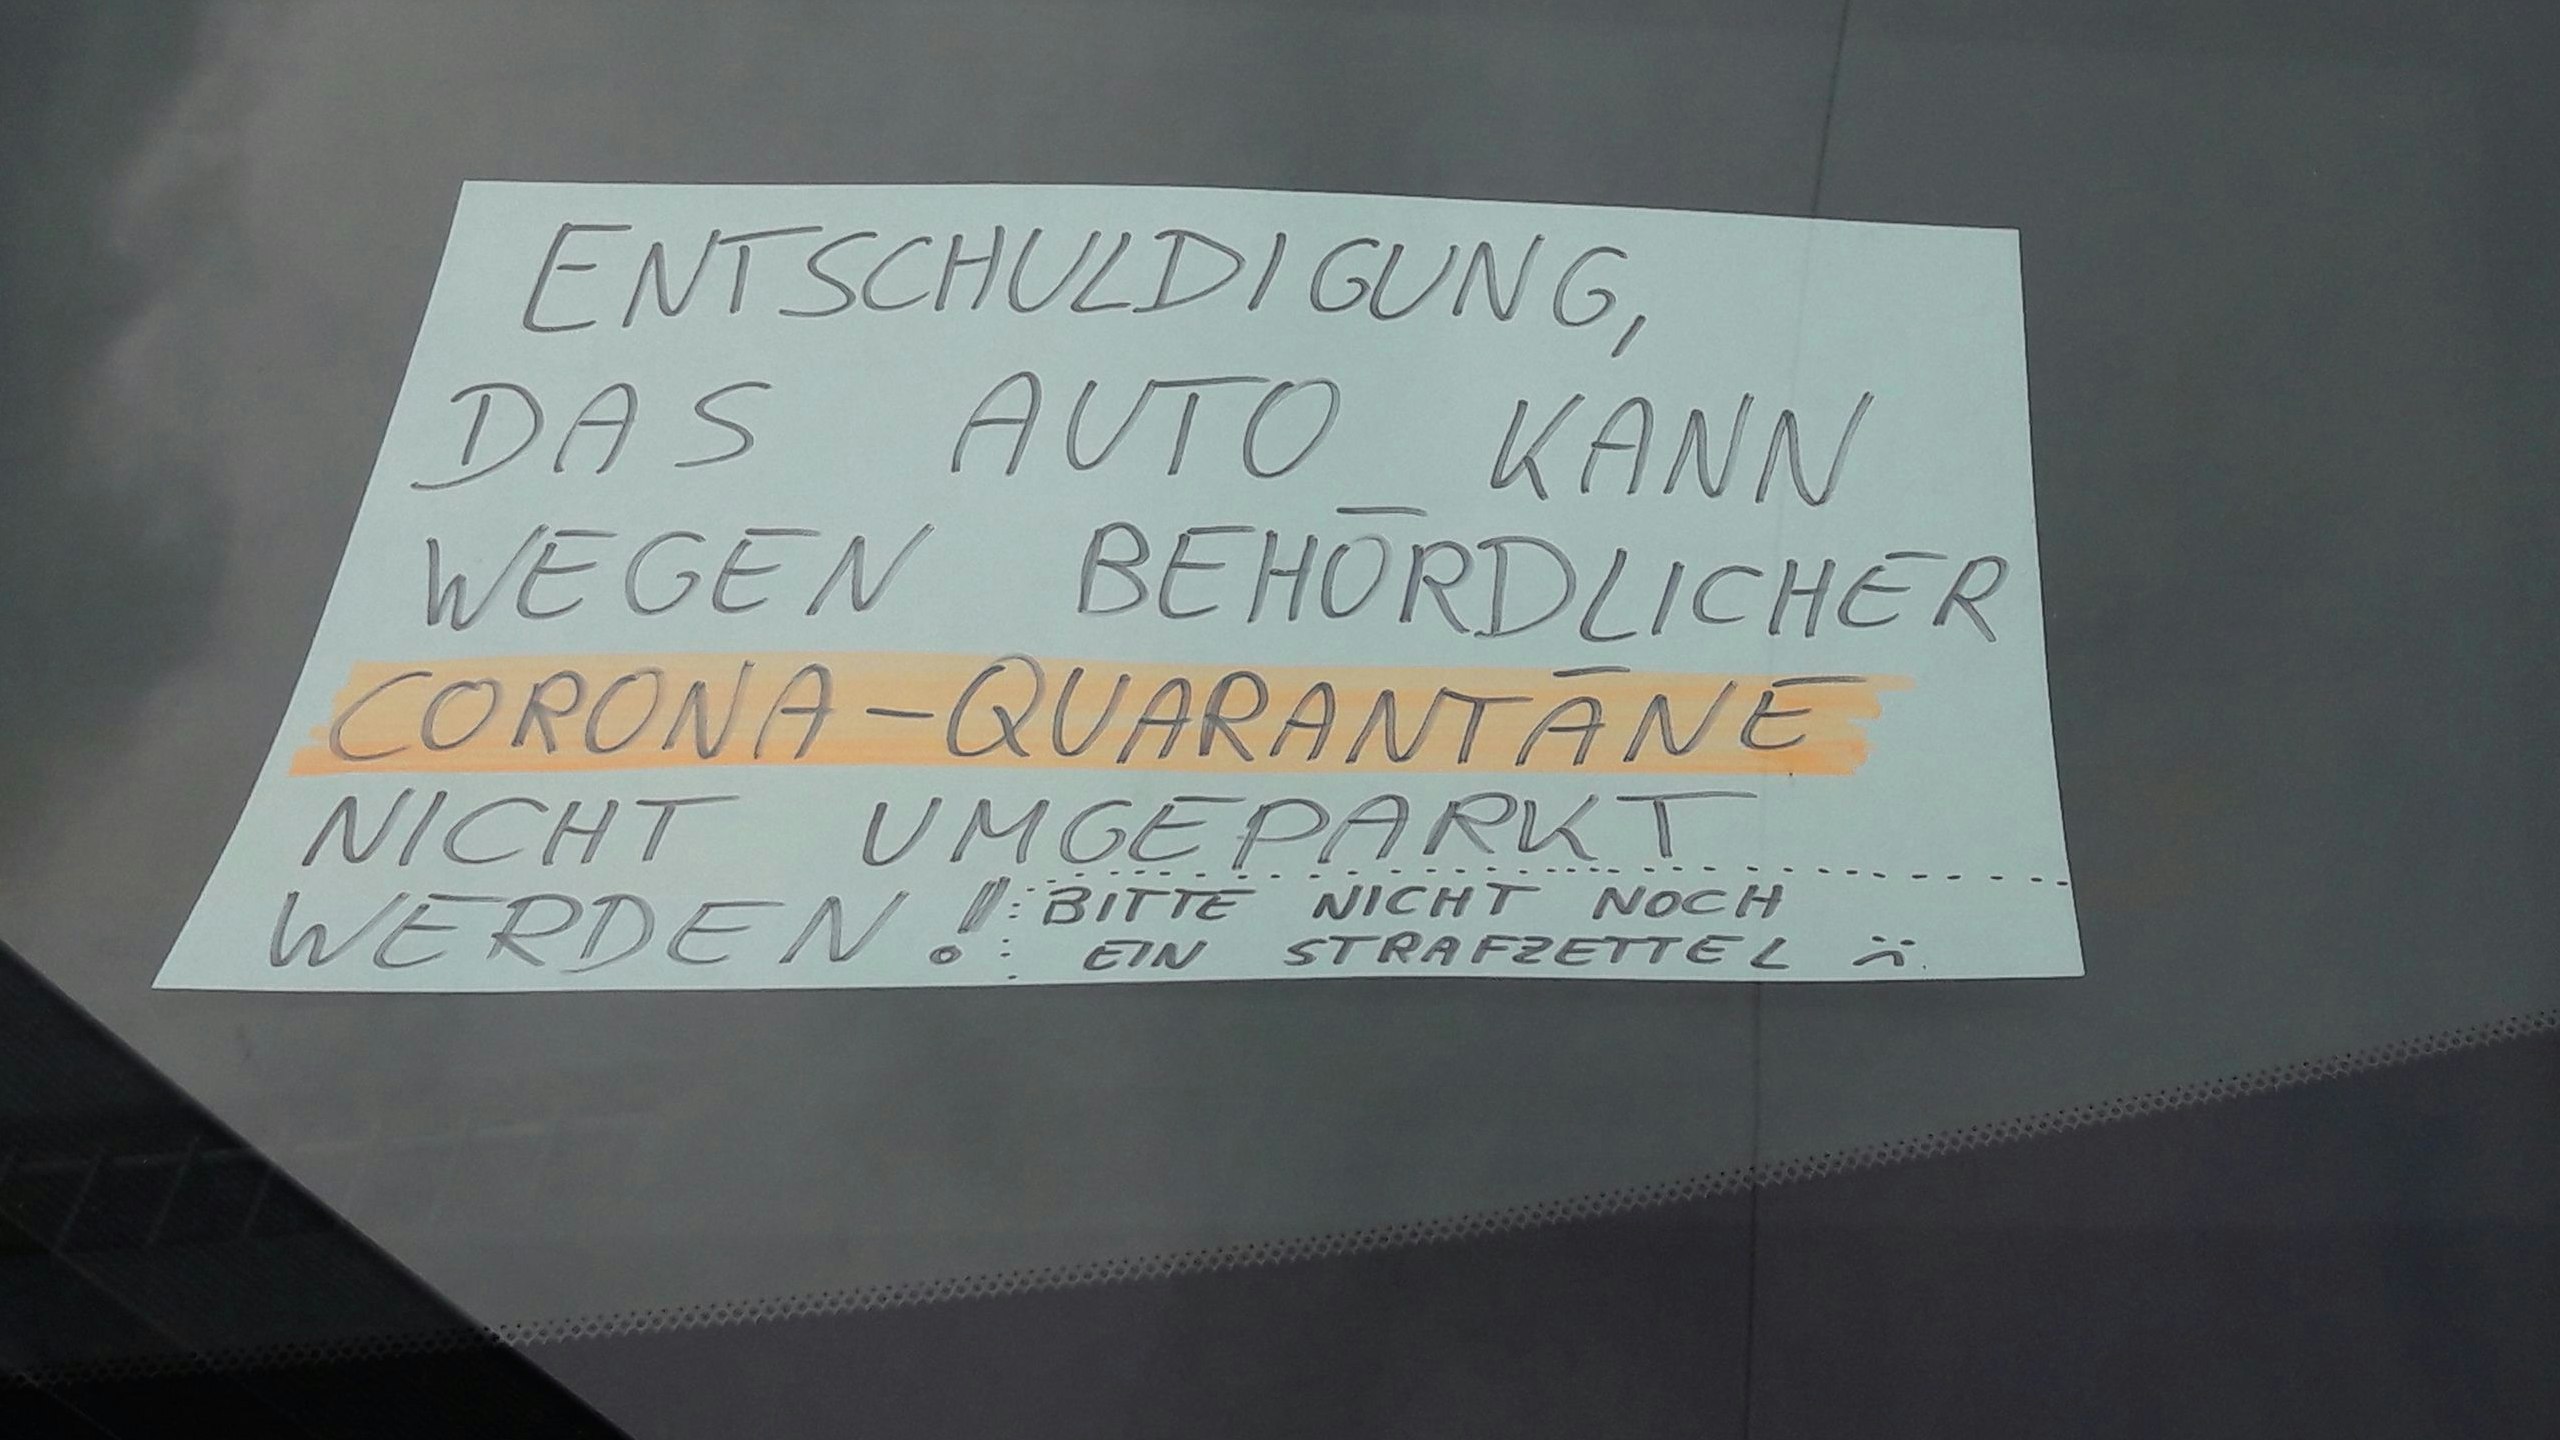 ENTSCHULDIGUNG,
DAS AUTO KANN
WEGEN BEHÖRDLICHER
CORONA-QUARANTÄNE
NICHT UMGEPARKT
WERDEN!
BITTE NICHT NOCH
EIN STRAFZETTEL :(